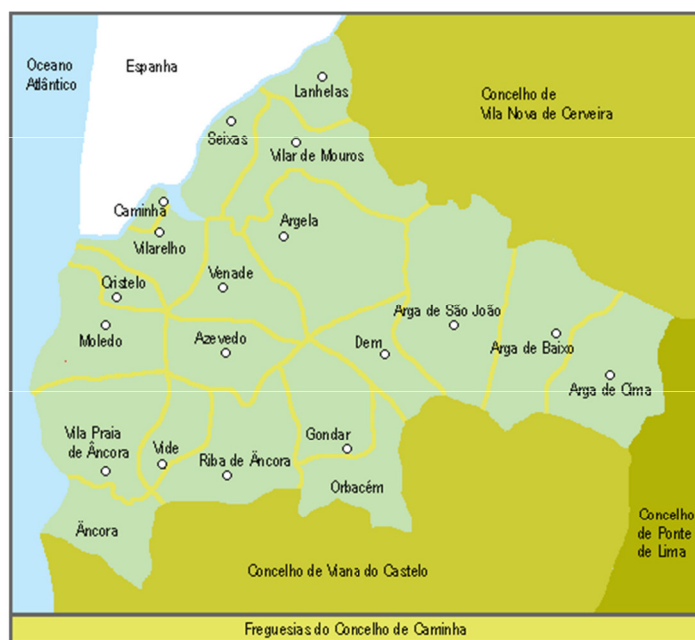 Oceano
Atlântico
Espanha
Lanhelas
Concelho de
Vila Nova de Cerveira
Seixas
Vilar de Mouros
Caminha
Argela
Vilarelho
Venade
Cristelo
Arga de São João
Moledo
Azevedo
Dem
Arga de Baixo
Arga de Cima
Vila Praia
de Âncora
Vide
Riba de Âncora
Gondar
Orbacém
Âncora
Concelho
de Ponte
de Lima
Concelho de Viana do Castelo
Freguesias do Concelho de Caminha